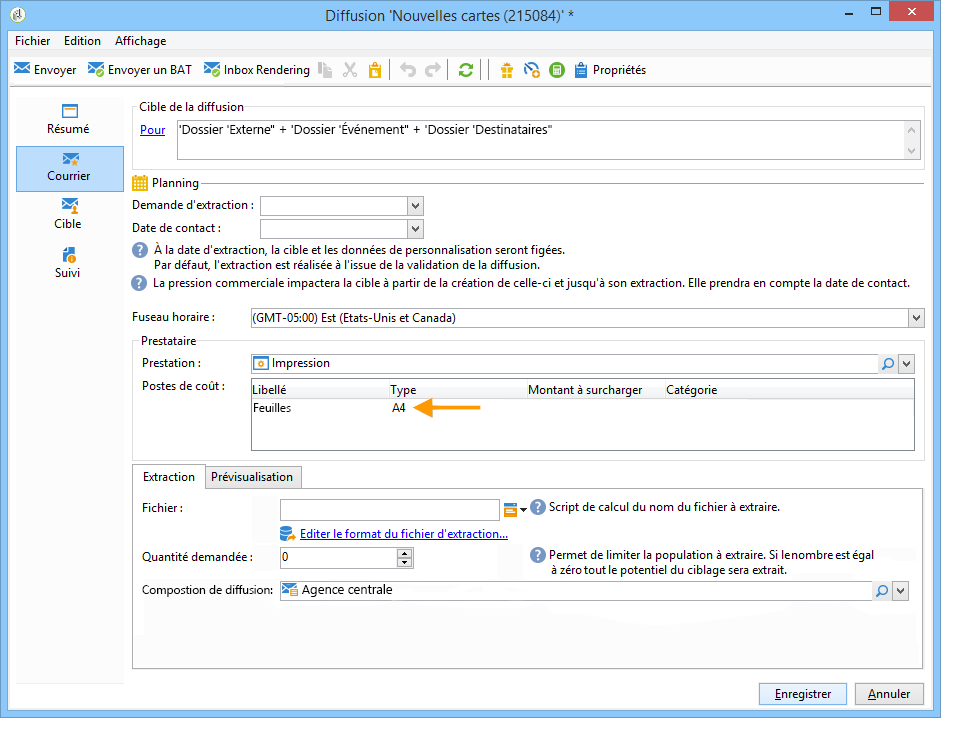 Diffusion 'Nouvelles cartes (215084)' *
Fichier Edition Affichage
Envoyer Envoyer un BAT Inbox Rendering Propriétés
Résumé
Courrier
Cible
Suivi
Cible de la diffusion
Pour 'Dossier 'Externe" + 'Dossier 'Événement" + 'Dossier 'Destinataires"
Planning
Demande d'extraction :
Date de contact :
À la date d'extraction, la cible et les données de personnalisation seront figées.
Par défaut, l'extraction est réalisée à l'issue de la validation de la diffusion.
La pression commerciale impactera la cible à partir de la création de celle-ci et jusqu'à son extraction. Elle prendra en compte la date de contact.
Fuseau horaire : (GMT-05:00) Est (Etats-Unis et Canada)
Prestataire
Prestation : Impression
Postes de coût : Libellé Type Montant à surcharger Catégorie
Feuilles A4
Extraction Prévisualisation
Fichier : Script de calcul du nom du fichier à extraire.
Editer le format du fichier d'extraction...
Quantité demandée : 0 Permet de limiter la population à extraire. Si le nombre est égal
à zéro tout le potentiel du ciblage sera extrait.
Compostion de diffusion: Agence centrale
Enregistrer Annuler